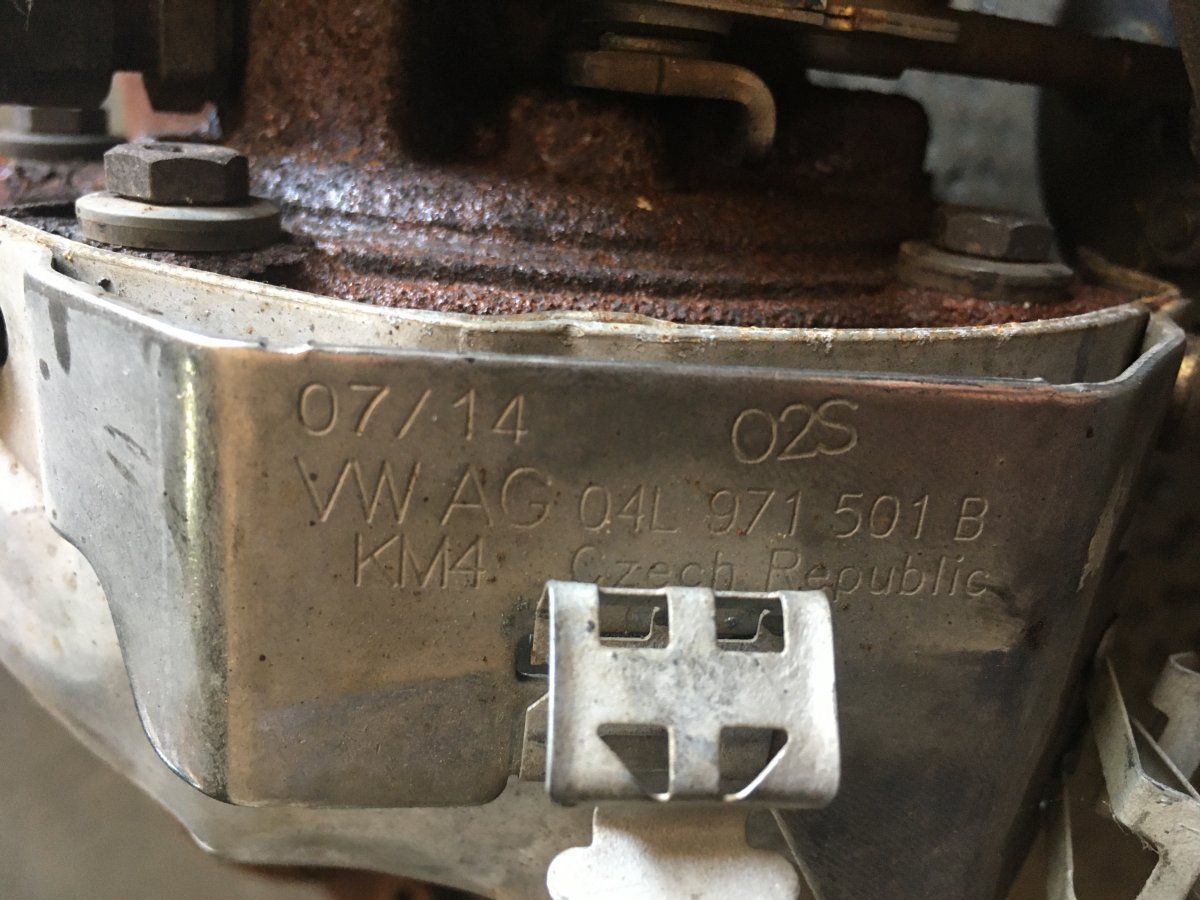 07/14 02S
VW AG 04L 971 501 B
KM4 Czech Republic